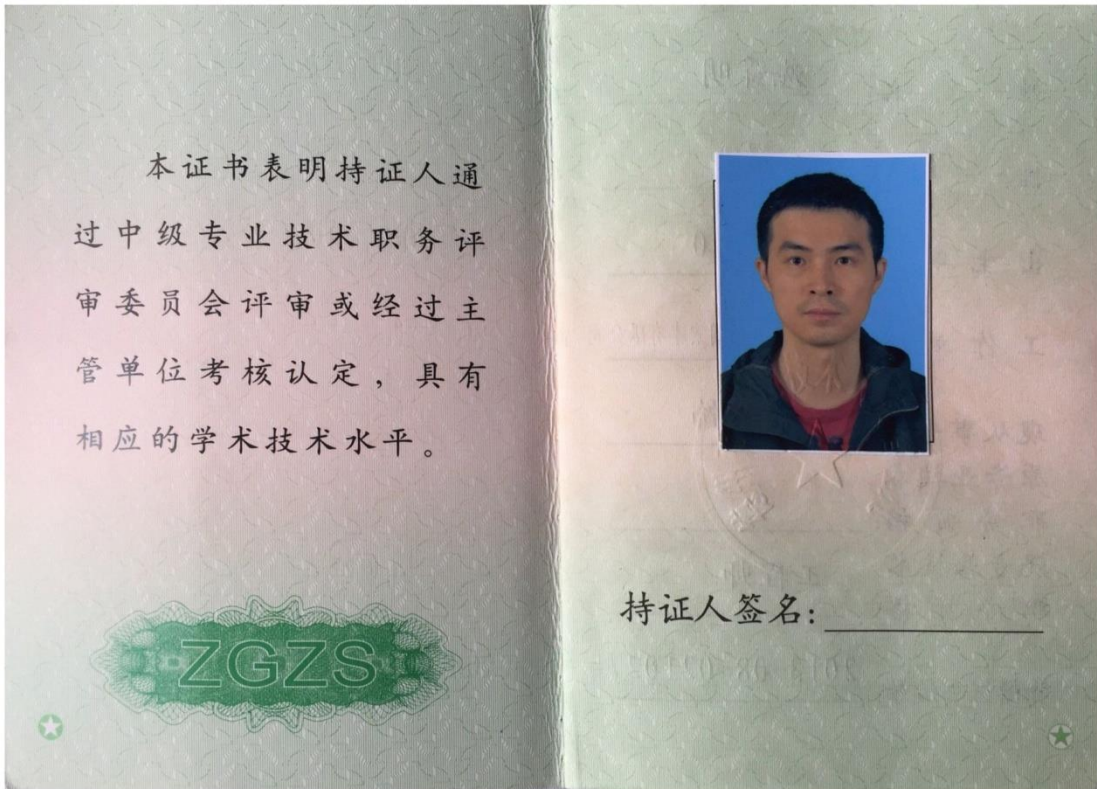 本证书表明持证人通
过中级专业技术职务评
审委员会评审或经过主
管单位考核认定，具有
相应的学术技术水平。
ZGZS
持证人签名：